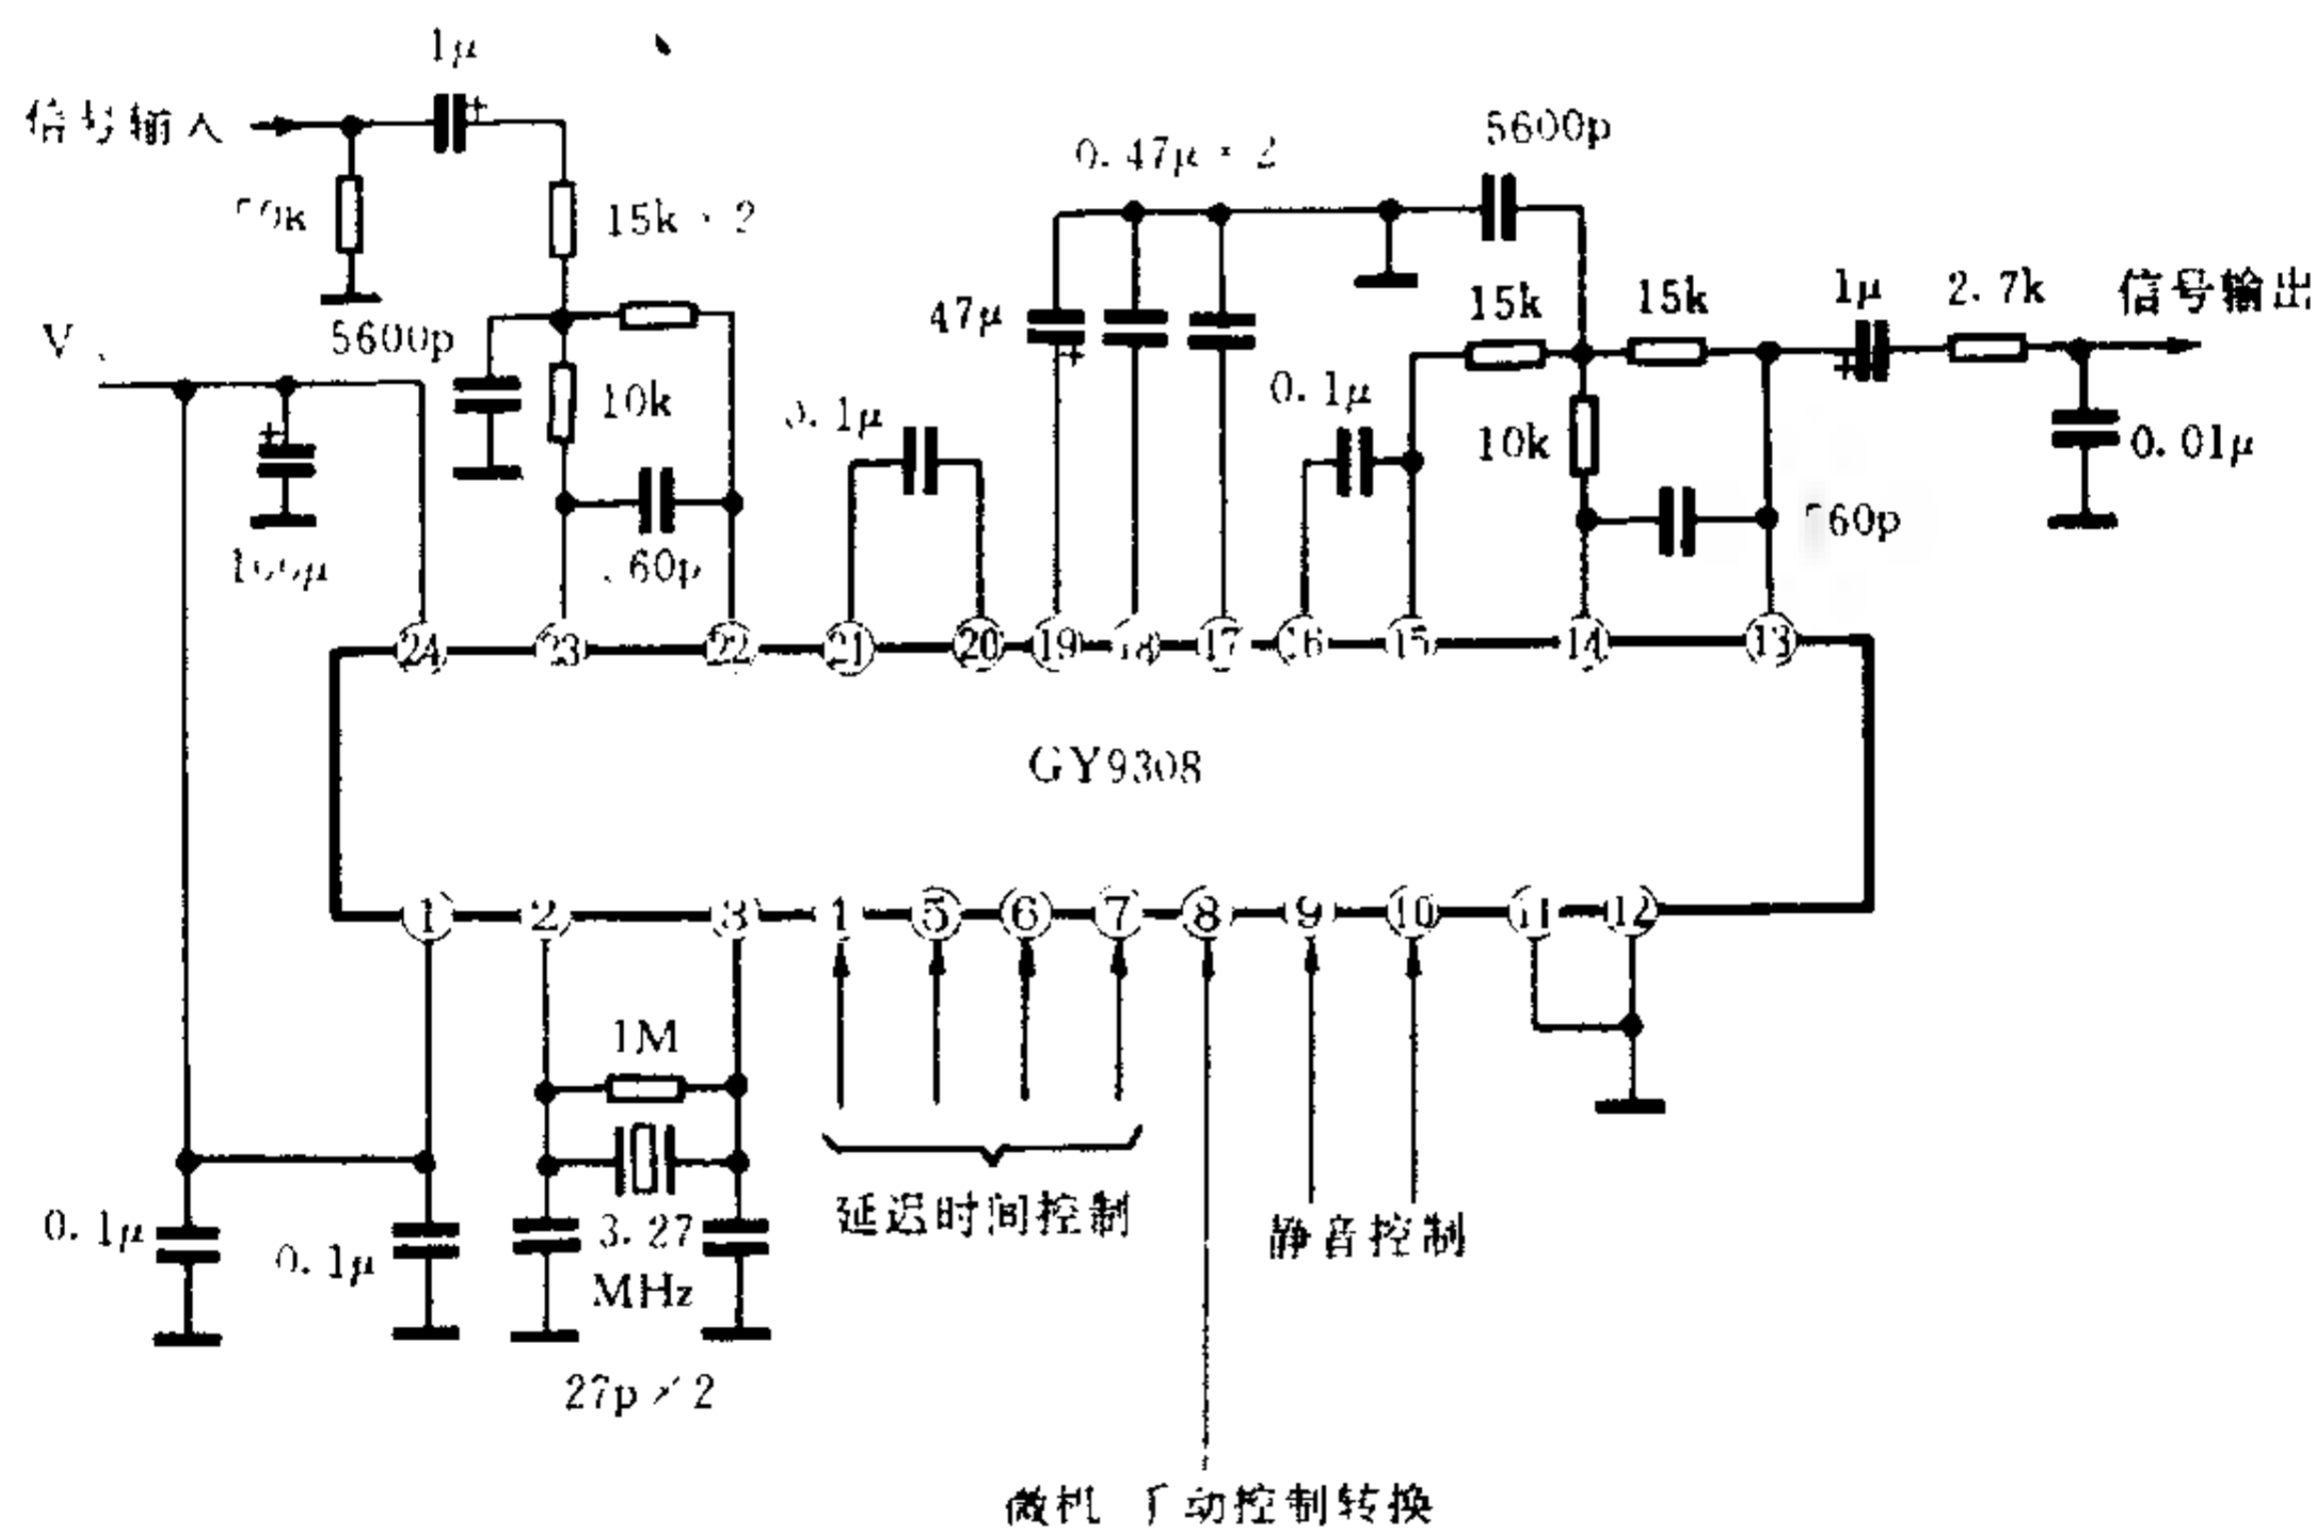 1μ
信号输入
15k × 2
5600p
10k
0.1μ
0.47μ × 2
47μ
5600p
15k
15k
1μ
2.7k
信号输出
0.1μ
10k
0.01μ
24 23 22 21 20 19 18 17 16 15 14 13
GY9308
1 2 3 5 6 7 8 9 10 11 12
1M
延迟时间控制
静音控制
0.1μ
0.1μ
3.27
MHz
27p × 2
微机 手动控制转换